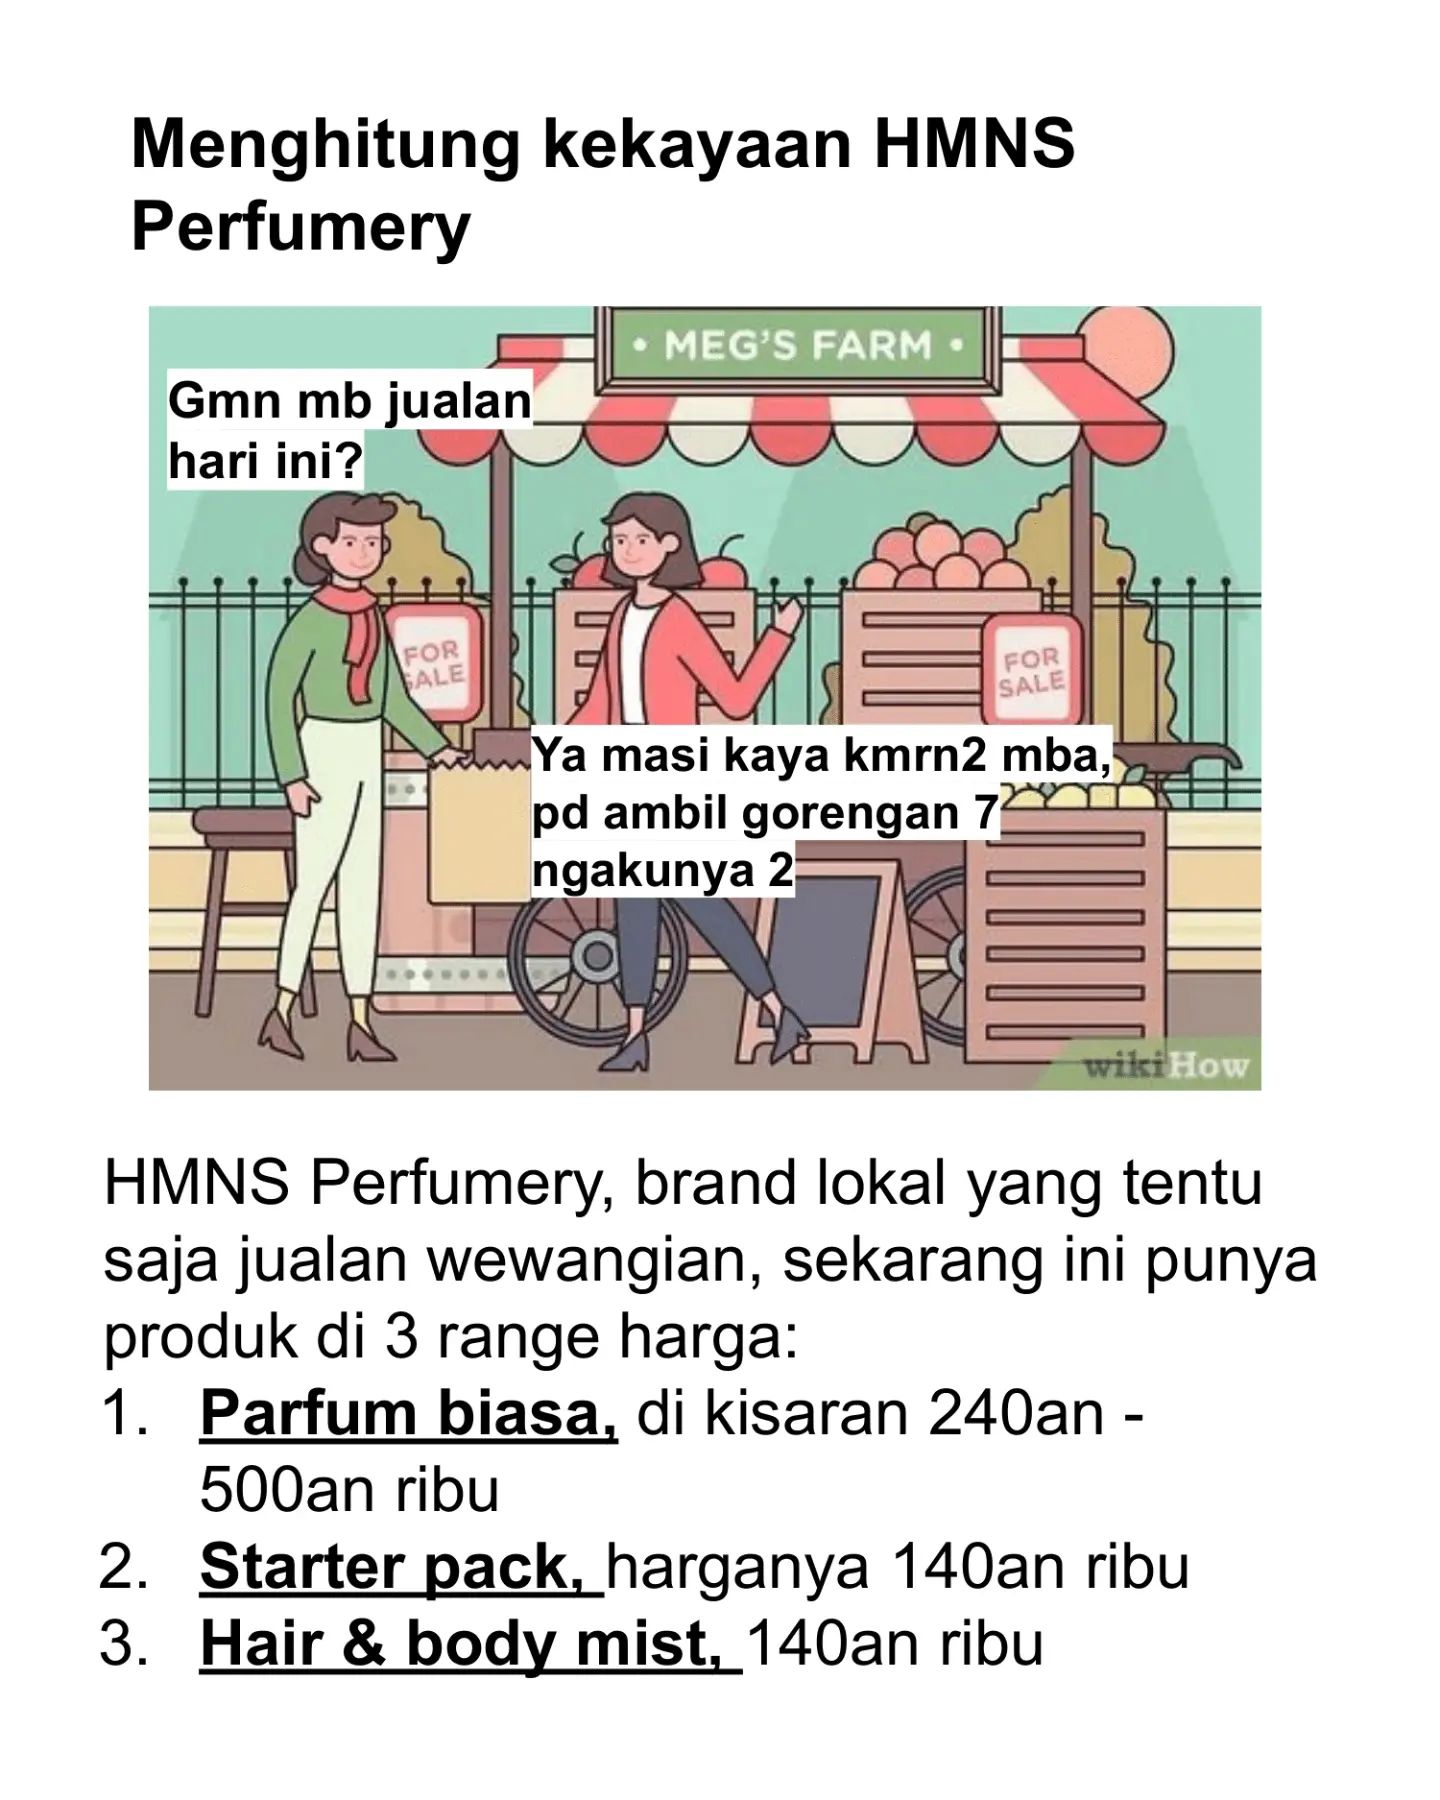 Menghitung kekayaan HMNS
Perfumery
• MEG'S FARM •
Gmn mb jualan
hari ini?
FOR
SALE
FOR
SALE
Ya masi kaya kmrn2 mba,
pd ambil gorengan 7
ngakunya 2
wikiHow
HMNS Perfumery, brand lokal yang tentu
saja jualan wewangian, sekarang ini punya
produk di 3 range harga:
1. Parfum biasa, di kisaran 240an -
500an ribu
2. Starter pack, harganya 140an ribu
3. Hair & body mist, 140an ribu